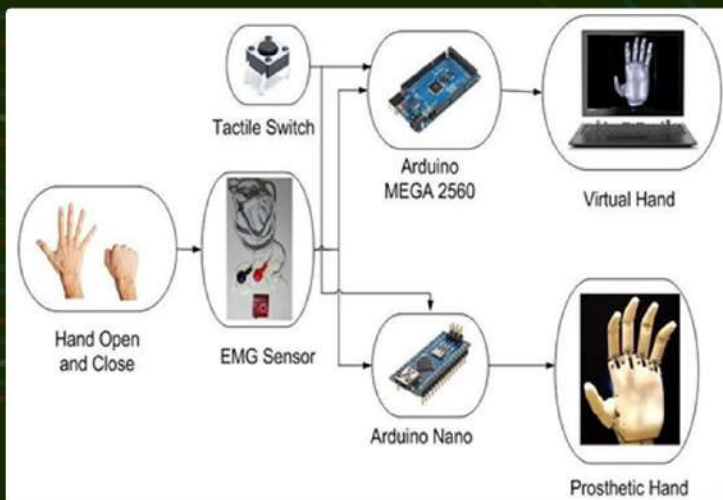 Tactile Switch
Arduino
MEGA 2560
Virtual Hand
Hand Open
and Close
EMG Sensor
Arduino Nano
Prosthetic Hand